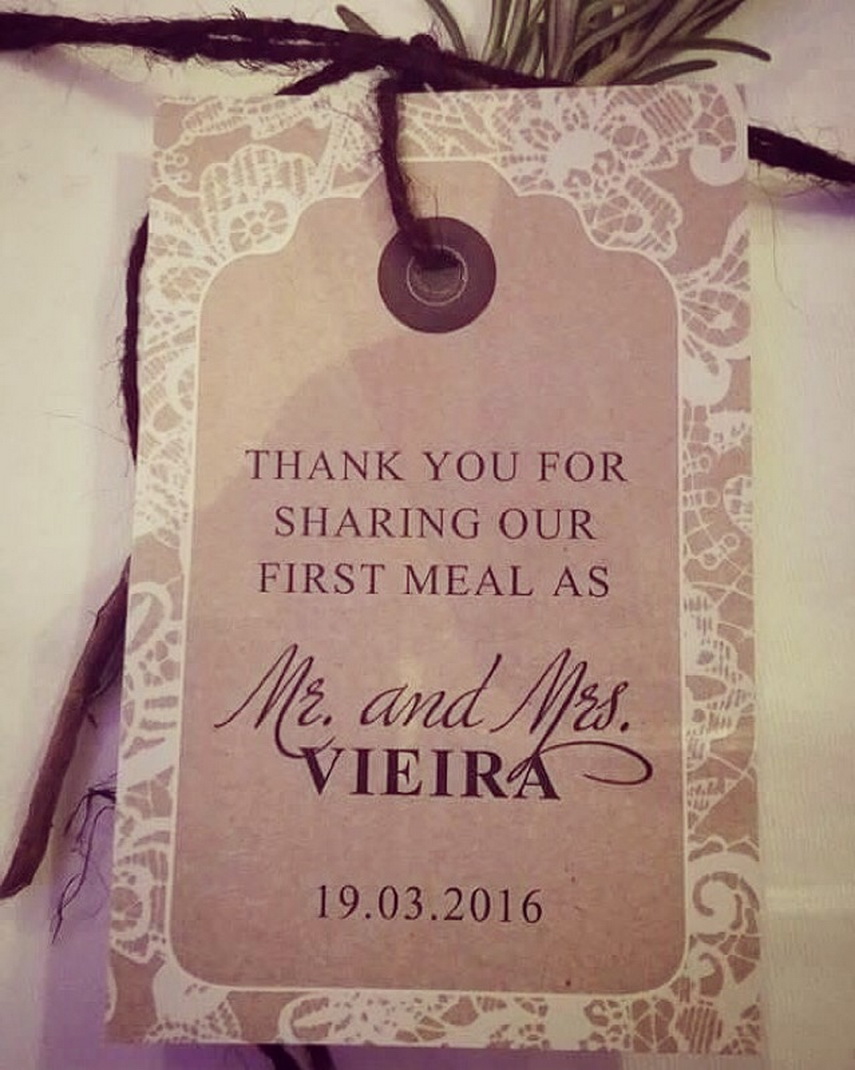 THANK YOU FOR
SHARING OUR
FIRST MEAL AS
Mr. and Mrs.
VIEIRA
19.03.2016